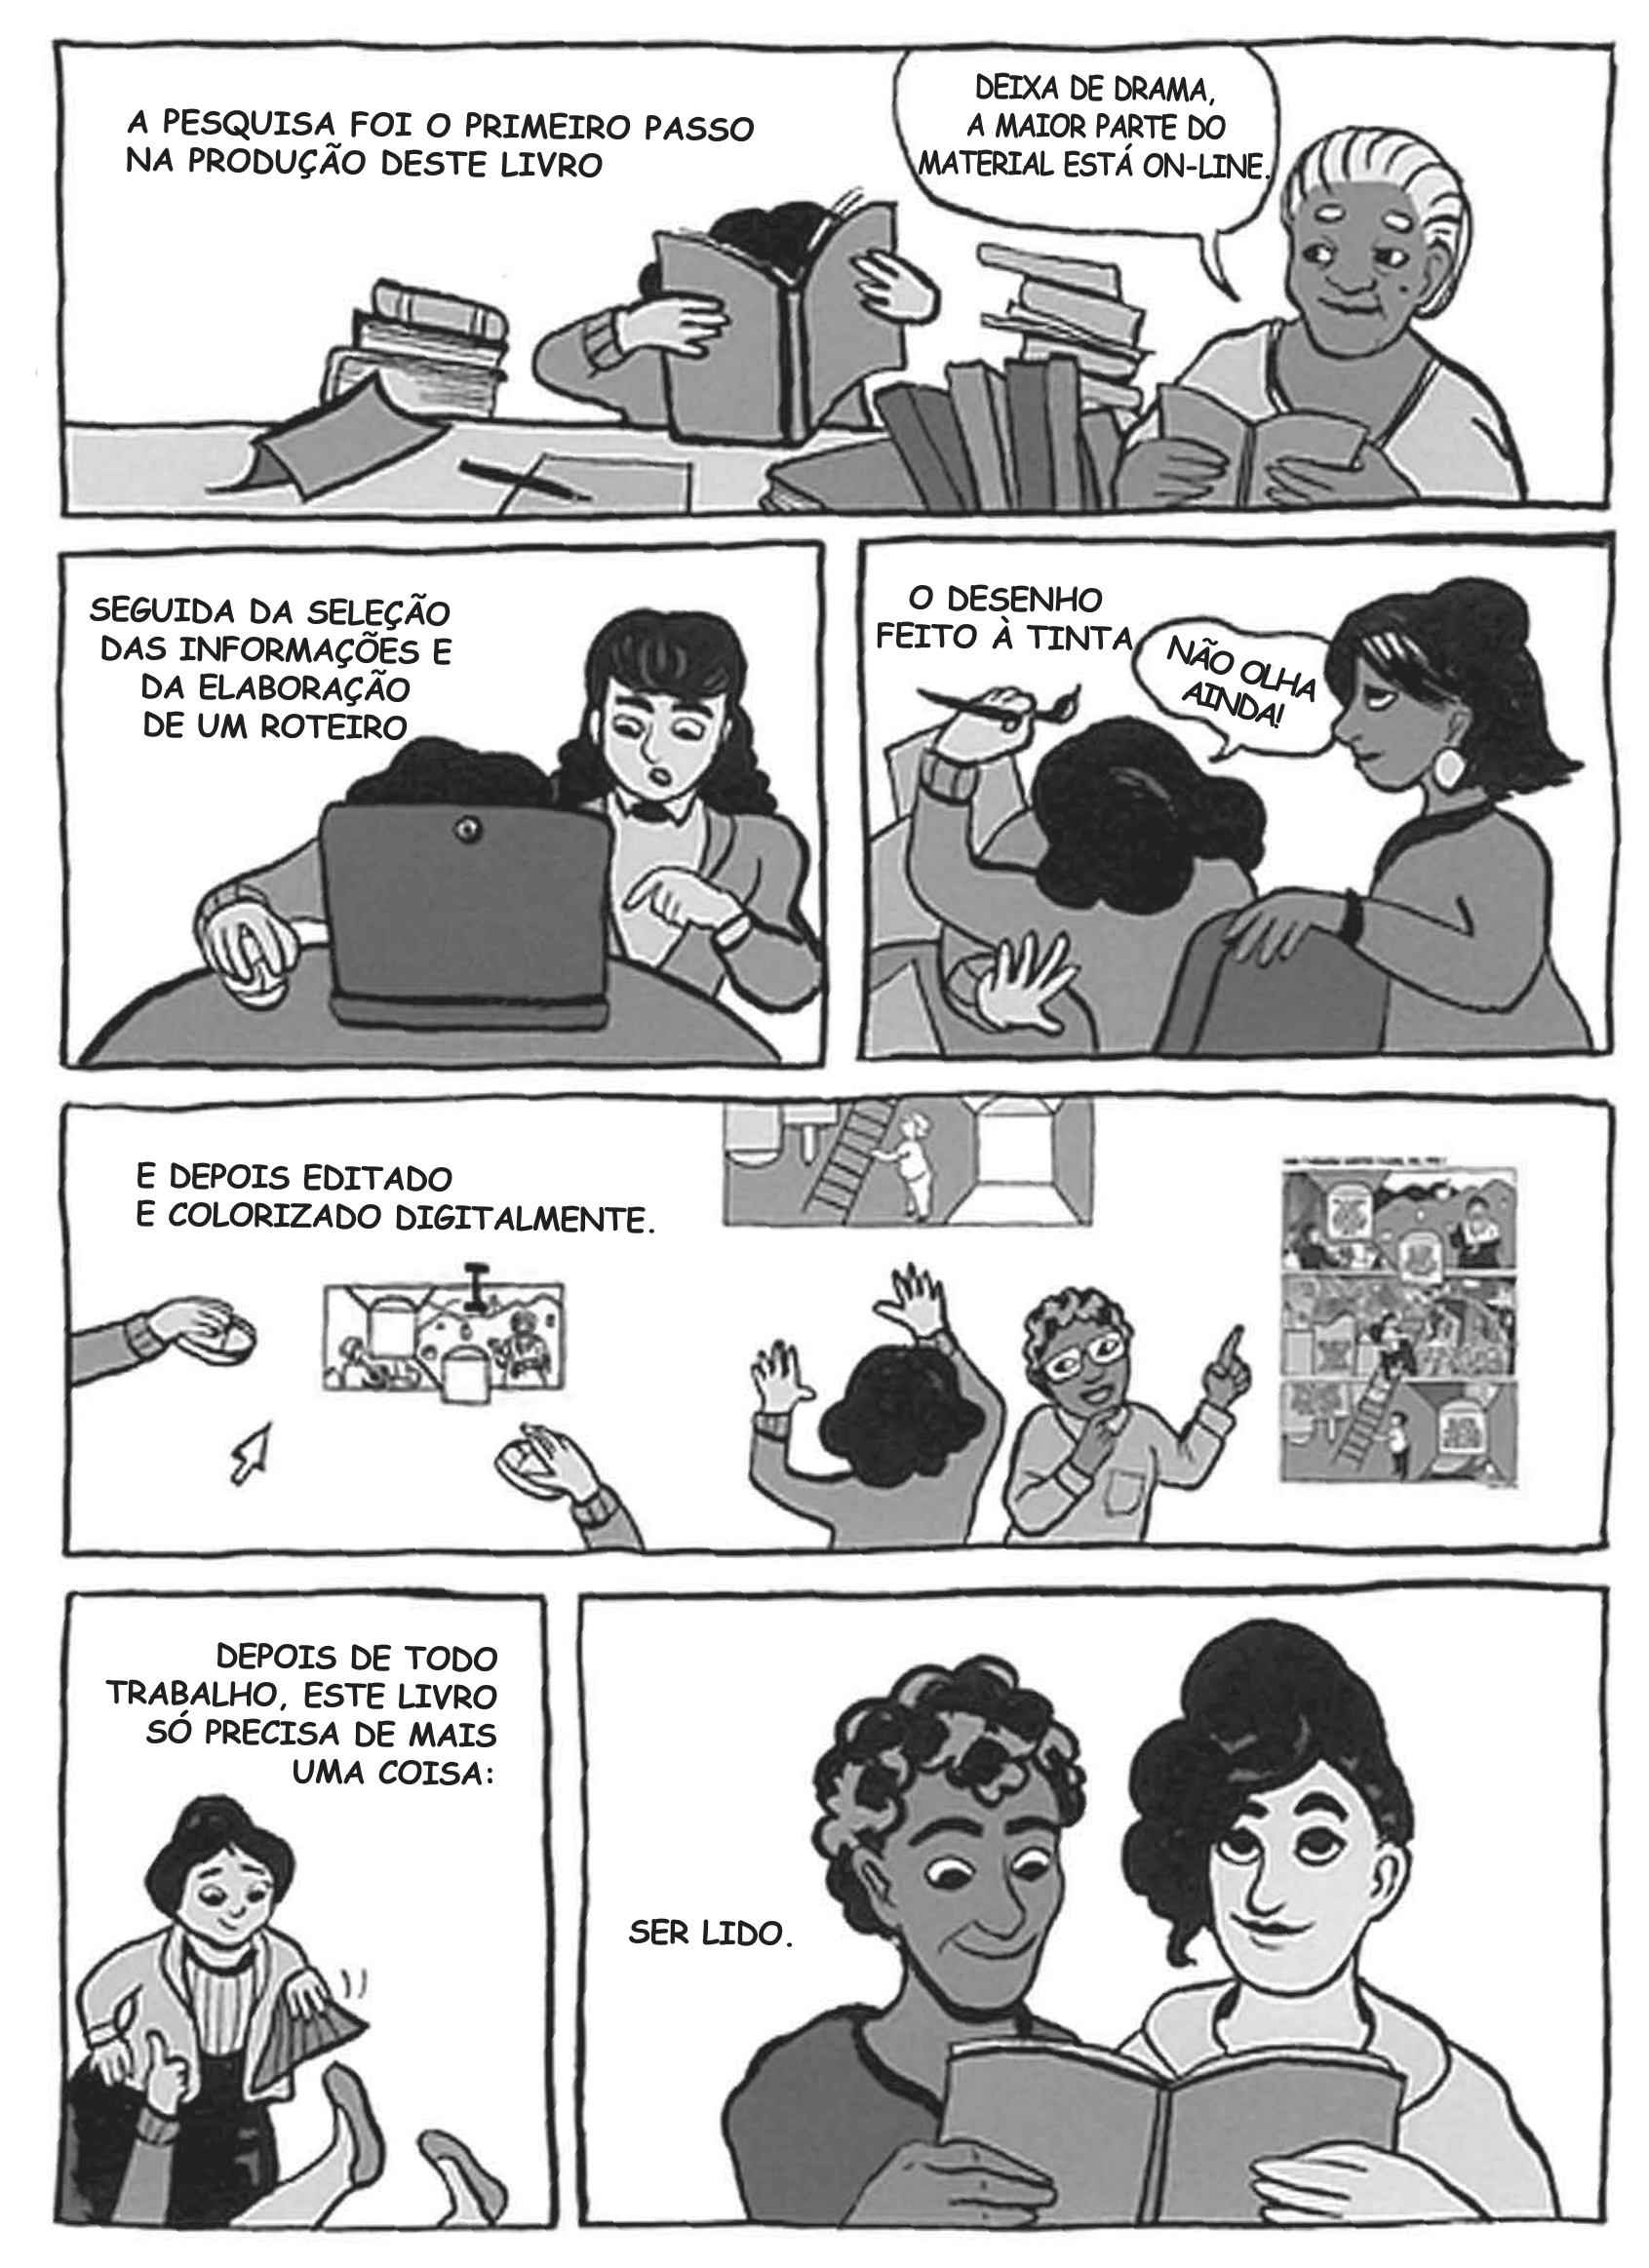 A PESQUISA FOI O PRIMEIRO PASSO
NA PRODUÇÃO DESTE LIVRO
DEIXA DE DRAMA,
A MAIOR PARTE DO
MATERIAL ESTÁ ON-LINE.
SEGUIDA DA SELEÇÃO
DAS INFORMAÇÕES E
DA ELABORAÇÃO
DE UM ROTEIRO
O DESENHO
FEITO À TINTA
NÃO OLHA
AINDA!
E DEPOIS EDITADO
E COLORIZADO DIGITALMENTE.
DEPOIS DE TODO
TRABALHO, ESTE LIVRO
SÓ PRECISA DE MAIS
UMA COISA:
SER LIDO.